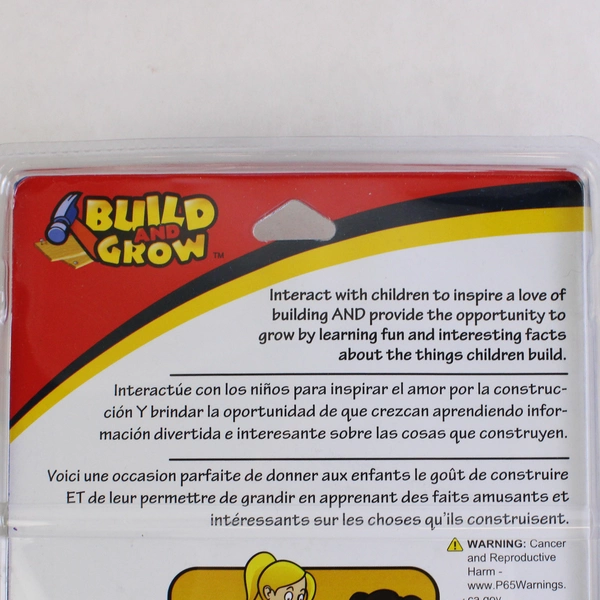 BUILD
AND
GROW™
Interact with children to inspire a love of
building AND provide the opportunity to
grow by learning fun and interesting facts
about the things children build.
Interactúe con los niños para inspirar el amor por la construc-
ción Y brindar la oportunidad de que crezcan aprendiendo infor-
mación divertida e interesante sobre las cosas que construyen.
Voici une occasion parfaite de donner aux enfants le goût de construire
ET de leur permettre de grandir en apprenant des faits amusants et
intéressants sur les choses qu'ils construisent.
WARNING: Cancer
and Reproductive
Harm -
www.P65Warnings.
ca.gov